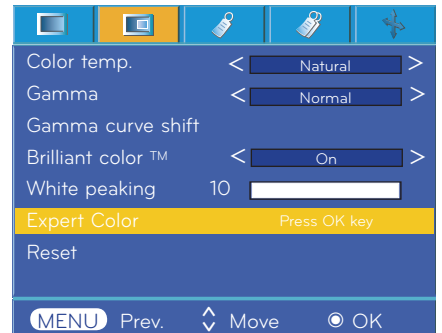 Color temp. < Natural >
Gamma < Normal >
Gamma curve shift
Brilliant color ™ < On >
White peaking 10
Expert Color Press OK key
Reset
MENU Prev. Move OK